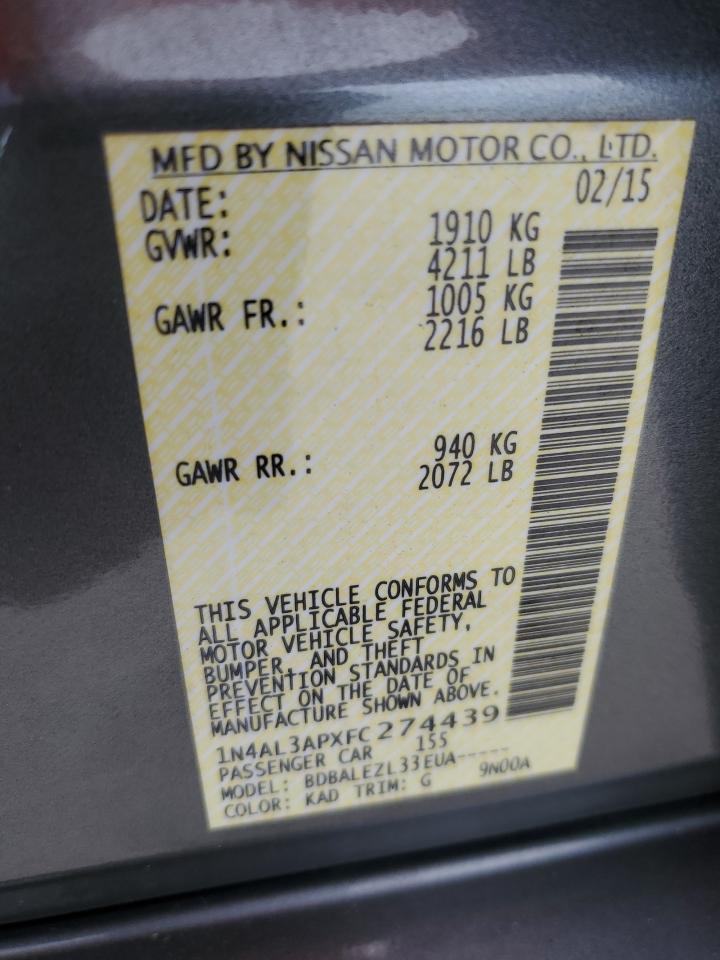 MFD BY NISSAN MOTOR CO., LTD.
DATE: 02/15
GVWR: 1910 KG
4211 LB
GAWR FR.: 1005 KG
2216 LB
GAWR RR.: 940 KG
2072 LB
THIS VEHICLE CONFORMS TO
ALL APPLICABLE FEDERAL
MOTOR VEHICLE SAFETY,
BUMPER, AND THEFT
PREVENTION STANDARDS IN
EFFECT ON THE DATE OF
MANUFACTURE SHOWN ABOVE.
1N4AL3APXFC274439
PASSENGER CAR 155
MODEL: BDBALEZL33EUA-----
COLOR: KAD TRIM: G 9N00A